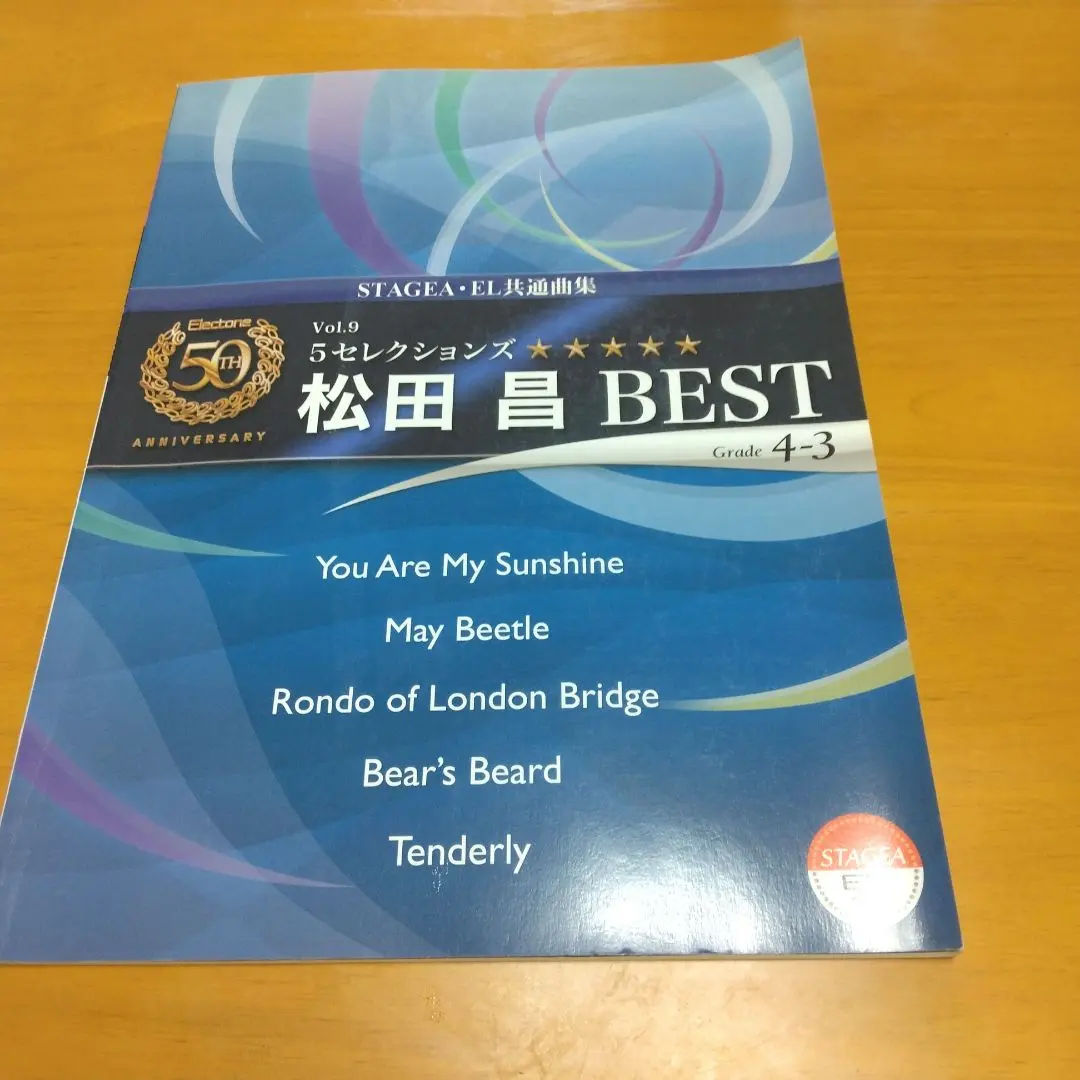 STAGEA・EL共通曲集
Electone
50TH
ANNIVERSARY
Vol.9
5セレクションズ ★★★★★
松田 昌 BEST
Grade 4-3
You Are My Sunshine
May Beetle
Rondo of London Bridge
Bear's Beard
Tenderly
STAGEA